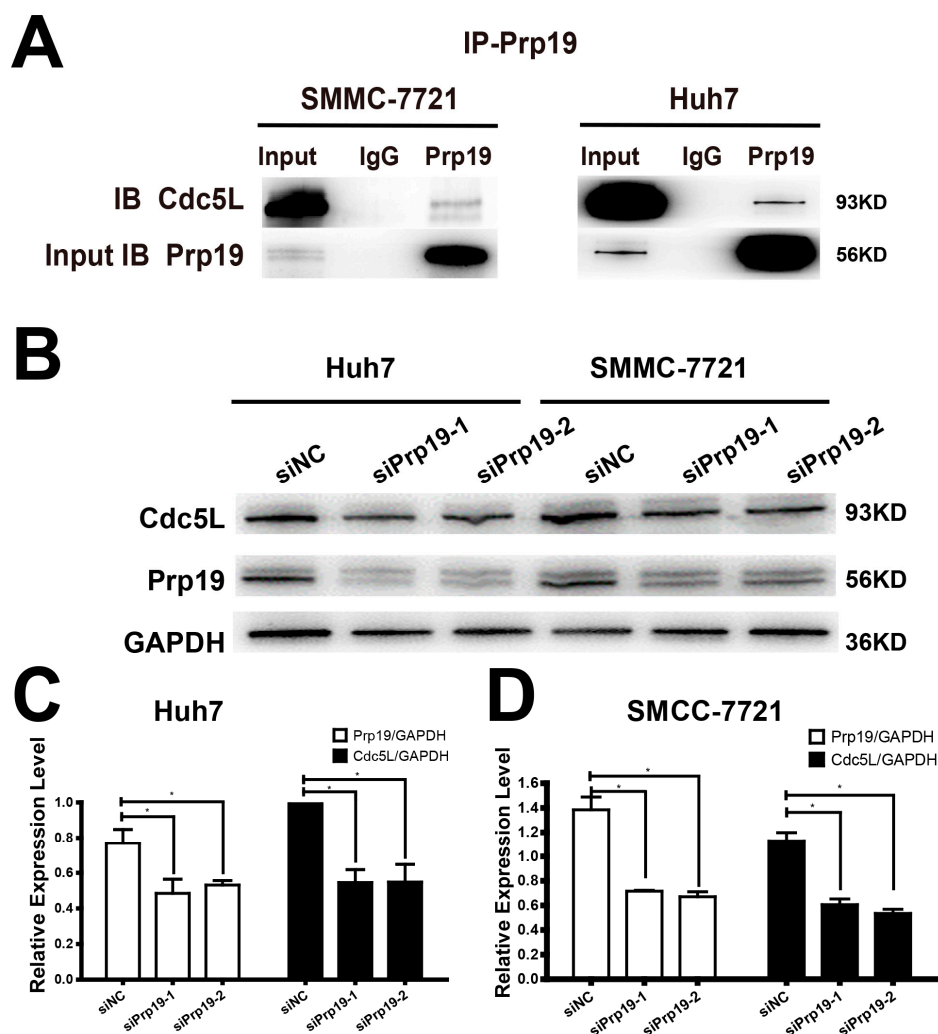 A
IP-Prp19
SMMC-7721 Huh7
Input IgG Prp19 Input IgG Prp19
IB Cdc5L 93KD
Input IB Prp19 56KD
B
Huh7 SMMC-7721
siNC siPrp19-1 siPrp19-2 siNC siPrp19-1 siPrp19-2
Cdc5L 93KD
Prp19 56KD
GAPDH 36KD
C
Huh7
Prp19/GAPDH
Cdc5L/GAPDH
Relative Expression Level
1.0
0.8
0.6
0.4
0.2
0.0
* * * *
siNC siPrp19-1 siPrp19-2 siNC siPrp19-1 siPrp19-2
D
SMCC-7721
Prp19/GAPDH
Cdc5L/GAPDH
Relative Expression Level
1.6
1.4
1.2
1.0
0.8
0.6
0.4
0.2
0.0
* * * *
siNC siPrp19-1 siPrp19-2 siNC siPrp19-1 siPrp19-2